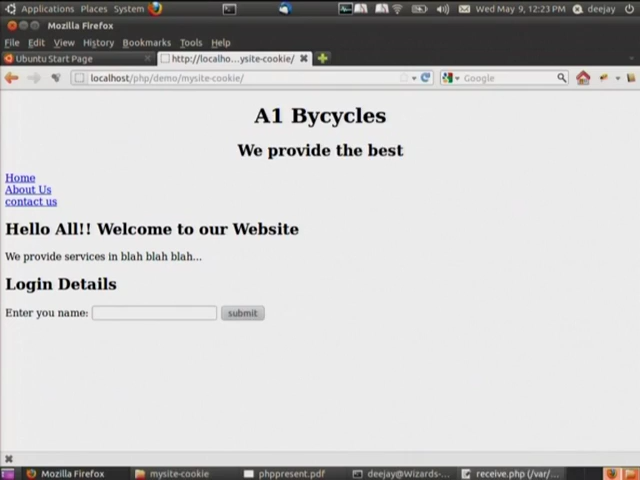 Applications Places System Wed May 9, 12:23 PM deejay
Mozilla Firefox
File Edit View History Bookmarks Tools Help
Ubuntu Start Page http://localho...ysite-cookie/
localhost/php/demo/mysite-cookie/ Google
A1 Bycycles
We provide the best
Home
About Us
contact us
Hello All!! Welcome to our Website
We provide services in blah blah blah...
Login Details
Enter you name: submit
Mozilla Firefox mysite-cookie phppresent.pdf deejay@Wizards-... receive.php (/var/...